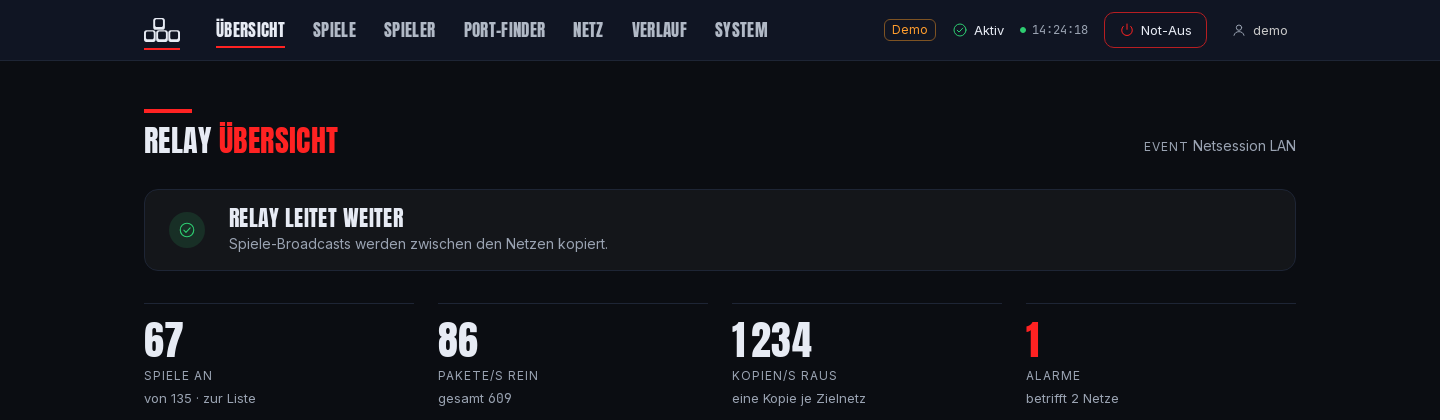 ÜBERSICHT SPIELE SPIELER PORT-FINDER NETZ VERLAUF SYSTEM Demo Aktiv 14:24:18 Not-Aus demo
RELAY ÜBERSICHT
EVENT Netsession LAN
RELAY LEITET WEITER
Spiele-Broadcasts werden zwischen den Netzen kopiert.
67 86 1234 1
SPIELE AN PAKETE/S REIN KOPIEN/S RAUS ALARME
von 135 · zur Liste gesamt 609 eine Kopie je Zielnetz betrifft 2 Netze